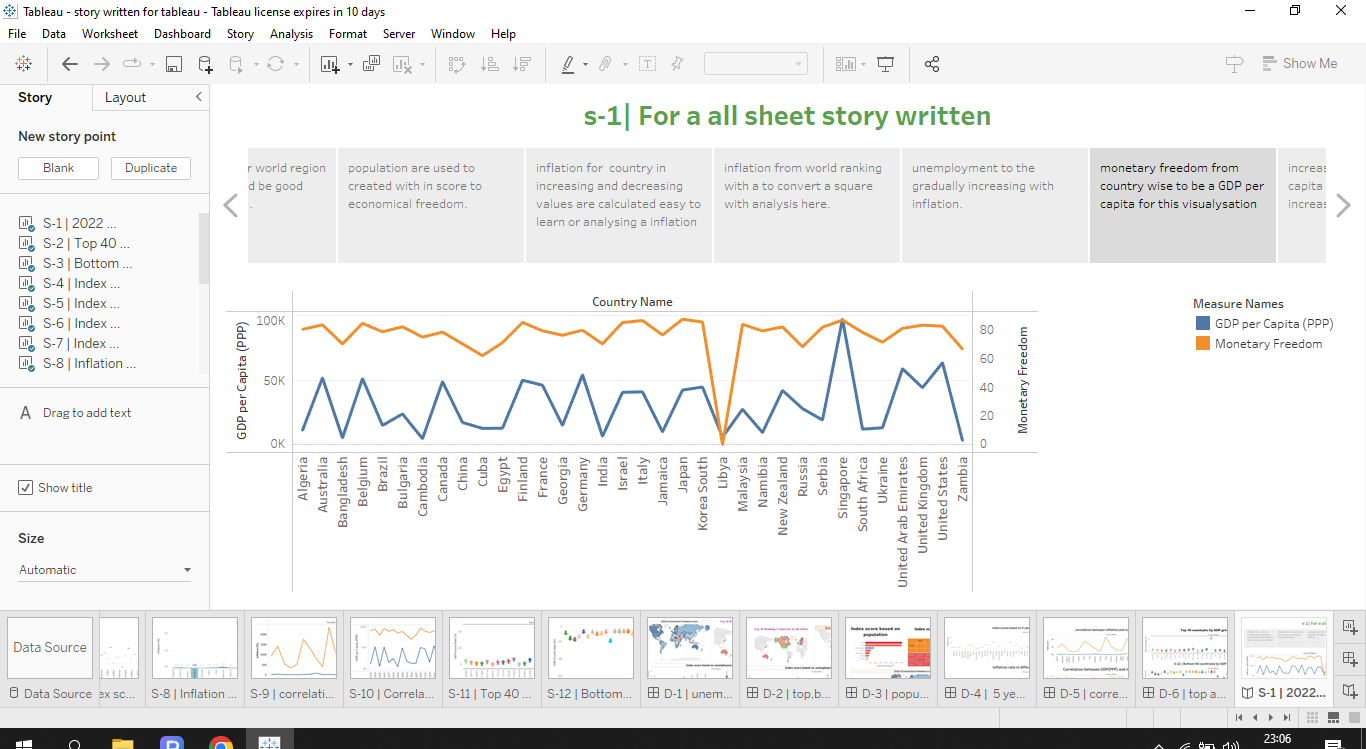 Tableau - story written for tableau - Tableau license expires in 10 days
File Data Worksheet Dashboard Story Analysis Format Server Window Help
Show Me
Story
Layout
New story point
Blank
Duplicate
S-1 | 2022 ...
S-2 | Top 40 ...
S-3 | Bottom ...
S-4 | Index ...
S-5 | Index ...
S-6 | Index ...
S-7 | Index ...
S-8 | Inflation ...
A Drag to add text
Show title
Size
Automatic
s-1| For a all sheet story written
r world region
d be good
.
population are used to
created with in score to
economical freedom.
inflation for country in
increasing and decreasing
values are calculated easy to
learn or analysing a inflation
inflation from world ranking
with a to convert a square
with analysis here.
unemployment to the
gradually increasing with
inflation.
monetary freedom from
country wise to be a GDP per
capita for this visualysation
increas
capita
increas
Country Name
GDP per Capita (PPP)
100K
50K
0K
80
60
40
20
0
Monetary Freedom
Algeria
Australia
Bangladesh
Belgium
Brazil
Bulgaria
Cambodia
Canada
China
Cuba
Egypt
Finland
France
Georgia
Germany
India
Israel
Italy
Jamaica
Japan
Korea South
Libya
Malaysia
Namibia
New Zealand
Russia
Serbia
Singapore
South Africa
Ukraine
United Arab Emirates
United Kingdom
United States
Zambia
Measure Names
GDP per Capita (PPP)
Monetary Freedom
Data Source
Data Source
ex sc...
S-8 | Inflation ...
S-9 | correlati...
S-10 | Correla...
S-11 | Top 40 ...
S-12 | Bottom...
D-1 | unem...
D-2 | top,b...
Index score based on
population
D-3 | popu...
D-4 | 5 ye...
D-5 | corre...
D-6 | top a...
S-1 | 2022...
23:06